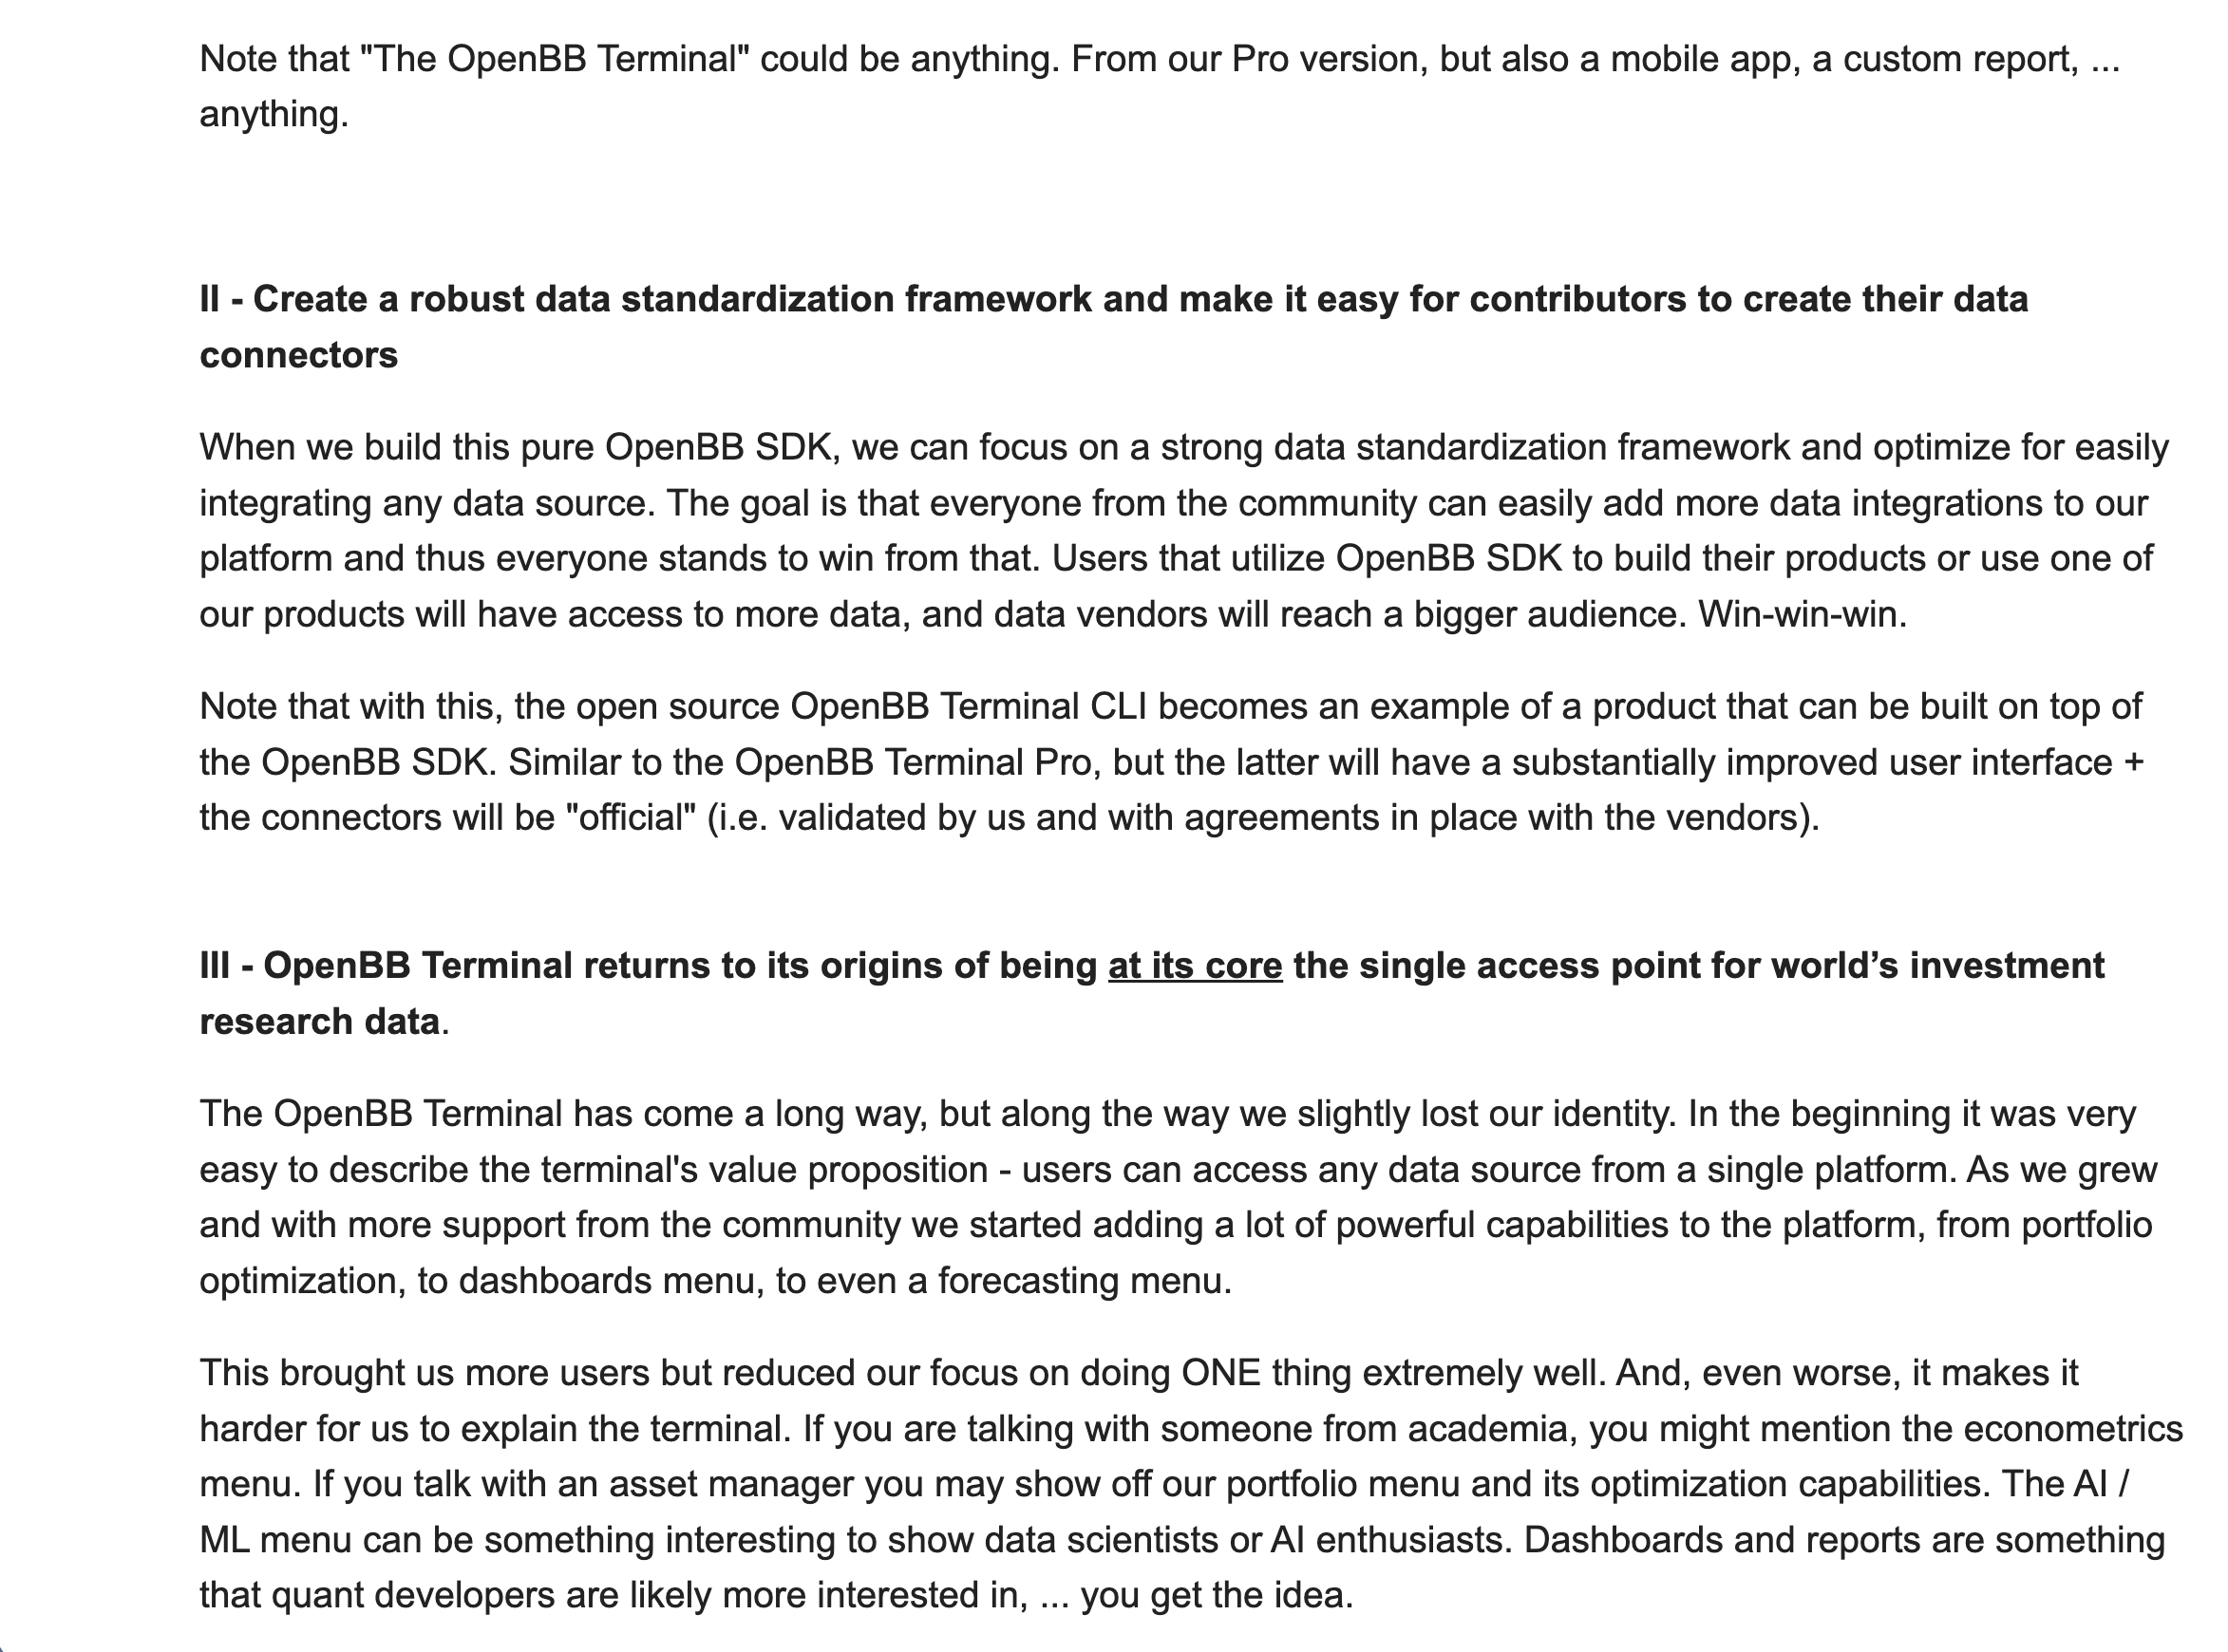 Note that "The OpenBB Terminal" could be anything. From our Pro version, but also a mobile app, a custom report, ...
anything.
II - Create a robust data standardization framework and make it easy for contributors to create their data
connectors
When we build this pure OpenBB SDK, we can focus on a strong data standardization framework and optimize for easily
integrating any data source. The goal is that everyone from the community can easily add more data integrations to our
platform and thus everyone stands to win from that. Users that utilize OpenBB SDK to build their products or use one of
our products will have access to more data, and data vendors will reach a bigger audience. Win-win-win.
Note that with this, the open source OpenBB Terminal CLI becomes an example of a product that can be built on top of
the OpenBB SDK. Similar to the OpenBB Terminal Pro, but the latter will have a substantially improved user interface +
the connectors will be "official" (i.e. validated by us and with agreements in place with the vendors).
III - OpenBB Terminal returns to its origins of being at its core the single access point for world’s investment
research data.
The OpenBB Terminal has come a long way, but along the way we slightly lost our identity. In the beginning it was very
easy to describe the terminal's value proposition - users can access any data source from a single platform. As we grew
and with more support from the community we started adding a lot of powerful capabilities to the platform, from portfolio
optimization, to dashboards menu, to even a forecasting menu.
This brought us more users but reduced our focus on doing ONE thing extremely well. And, even worse, it makes it
harder for us to explain the terminal. If you are talking with someone from academia, you might mention the econometrics
menu. If you talk with an asset manager you may show off our portfolio menu and its optimization capabilities. The AI /
ML menu can be something interesting to show data scientists or AI enthusiasts. Dashboards and reports are something
that quant developers are likely more interested in, ... you get the idea.